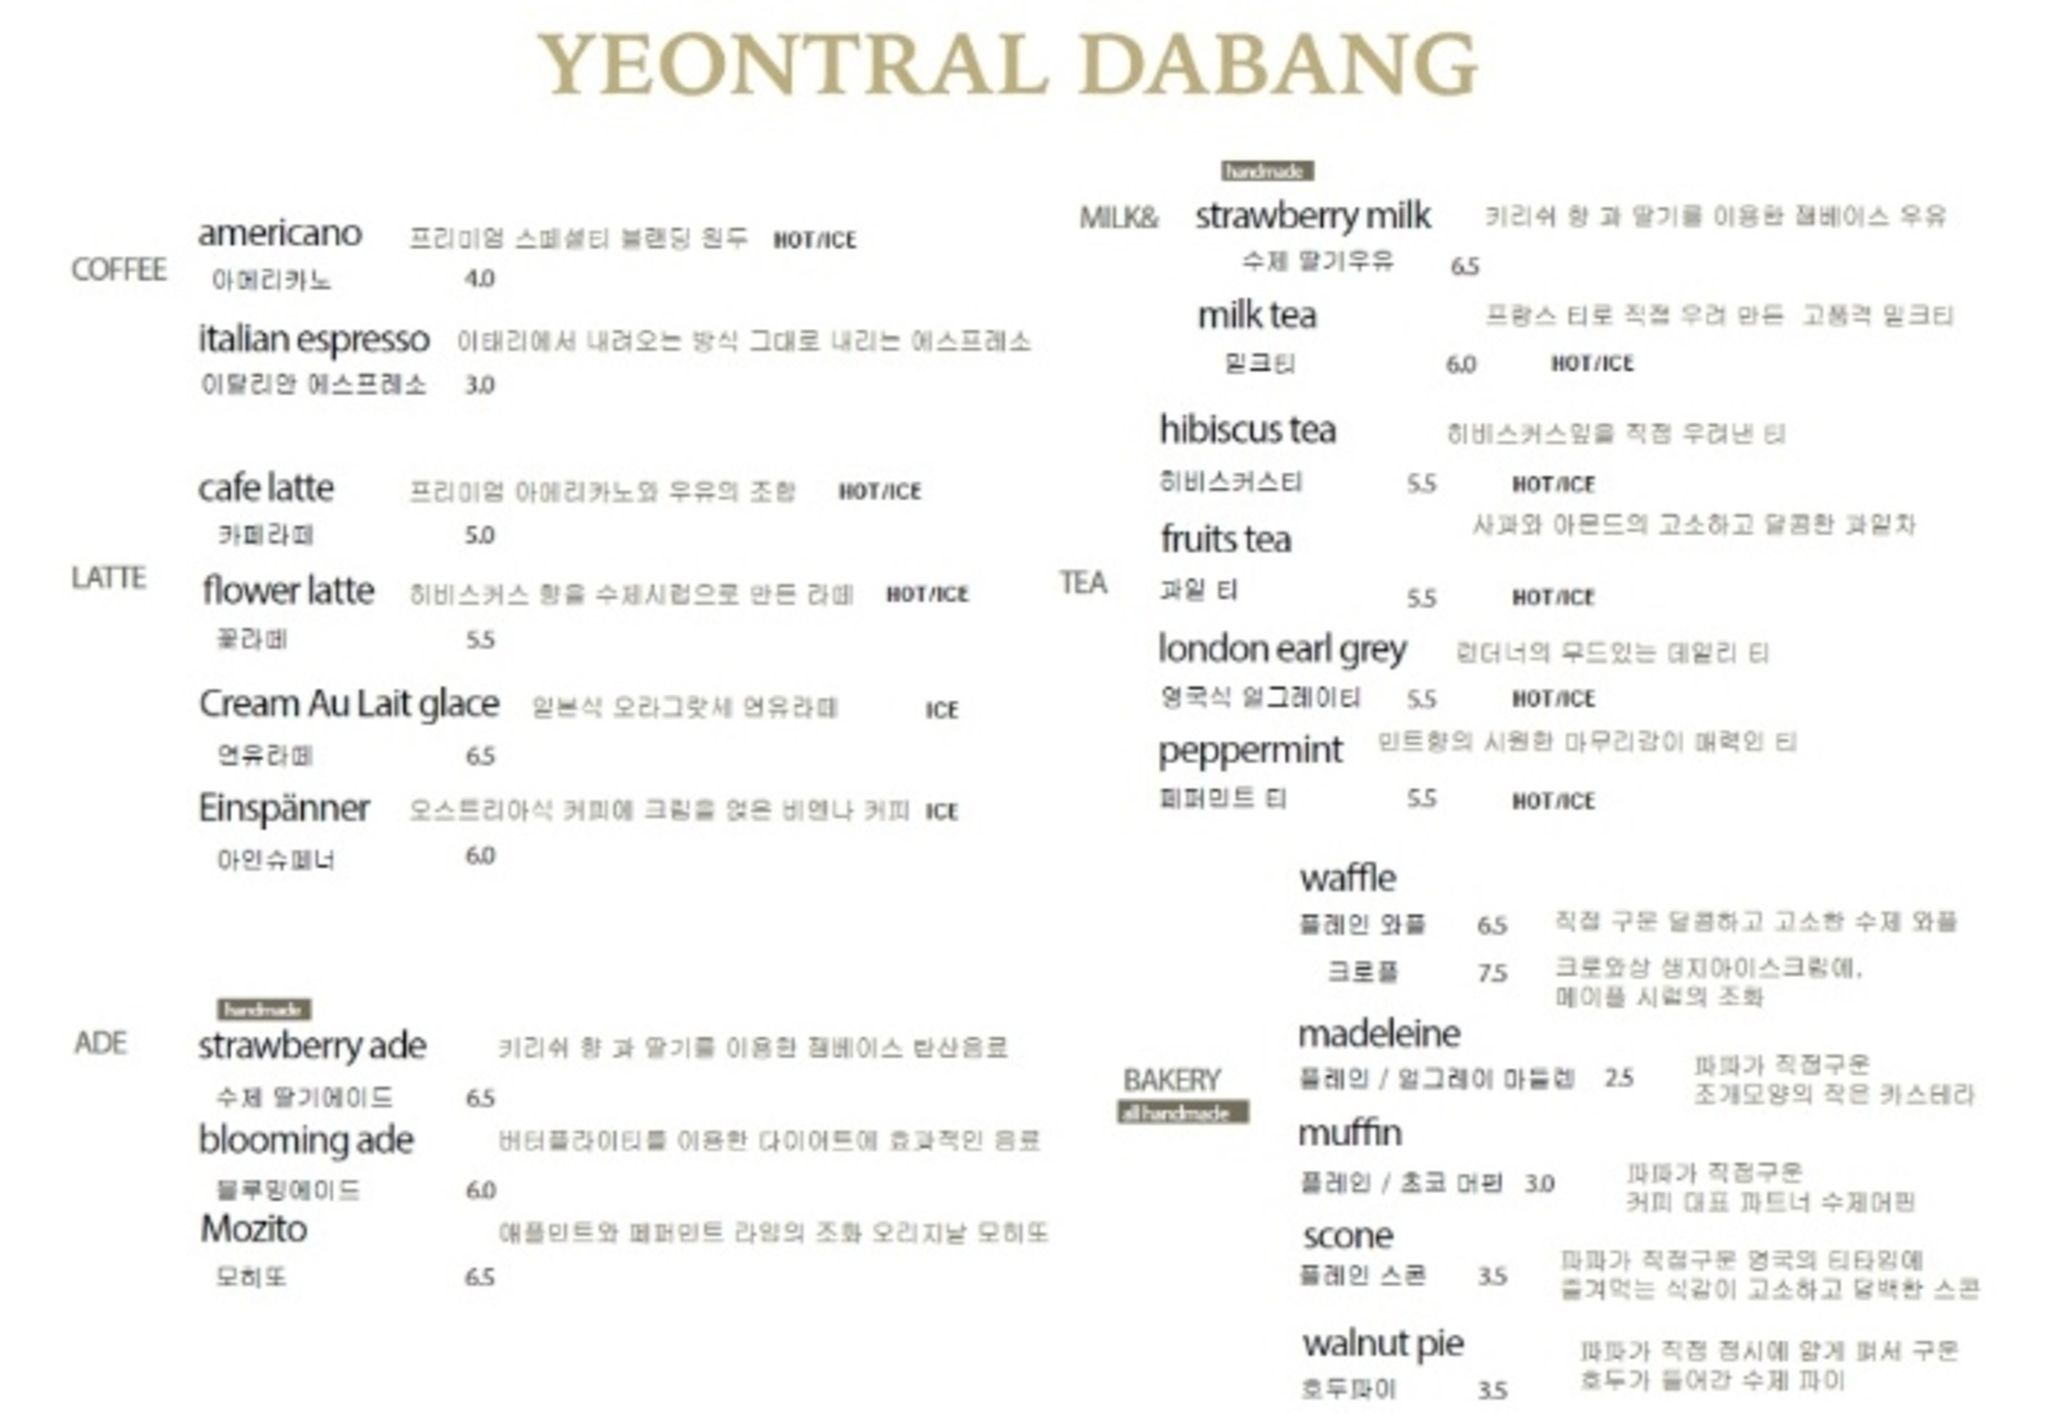 YEONTRAL DABANG
COFFEE
americano 프리미엄 스페셜티 블랜딩 원두 HOT/ICE
아메리카노 4.0
italian espresso 이태리에서 내려오는 방식 그대로 내리는 에스프레소
이탈리안 에스프레소 3.0
LATTE
cafe latte 프리미엄 아메리카노와 우유의 조합 HOT/ICE
카페라떼 5.0
flower latte 히비스커스 향을 수제시럽으로 만든 라떼 HOT/ICE
꽃라떼 5.5
Cream Au Lait glace 일본식 오라그랏세 연유라떼 ICE
연유라떼 6.5
Einspänner 오스트리아식 커피에 크림을 얹은 비엔나 커피 ICE
아인슈페너 6.0
ADE
handmade
strawberry ade 키리쉬 향 과 딸기를 이용한 잼베이스 탄산음료
수제 딸기에이드 6.5
blooming ade 버터플라이티를 이용한 다이어트에 효과적인 음료
블루밍에이드 6.0
Mozito 애플민트와 페퍼민트 라임의 조화 오리지날 모히또
모히또 6.5
MILK&
handmade
strawberry milk 키리쉬 향 과 딸기를 이용한 잼베이스 우유
수제 딸기우유 6.5
milk tea 프랑스 티로 직접 우려 만든 고품격 밀크티
밀크티 6.0 HOT/ICE
TEA
hibiscus tea 히비스커스잎을 직접 우려낸 티
히비스커스티 5.5 HOT/ICE
fruits tea 사과와 아몬드의 고소하고 달콤한 과일차
과일 티 5.5 HOT/ICE
london earl grey 런더너의 무드있는 데일리 티
영국식 얼그레이티 5.5 HOT/ICE
peppermint 민트향의 시원한 마무리감이 매력인 티
페퍼민트 티 5.5 HOT/ICE
BAKERY
all handmade
waffle
플레인 와플 6.5 직접 구운 달콤하고 고소한 수제 와플
크로플 7.5 크로와상 생지아이스크림에,
메이플 시럽의 조화
madeleine
플레인 / 얼그레이 마들렌 2.5 파파가 직접구운
조개모양의 작은 카스테라
muffin
플레인 / 초코 머핀 3.0 파파가 직접구운
커피 대표 파트너 수제머핀
scone
플레인 스콘 3.5 파파가 직접구운 영국의 티타임에
즐겨먹는 식감이 고소하고 담백한 스콘
walnut pie 파파가 직접 접시에 얇게 펴서 구운
호두파이 3.5 호두가 들어간 수제 파이